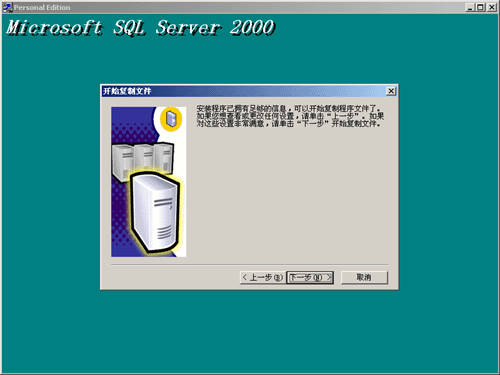 Personal Edition
Microsoft SQL Server 2000
开始复制文件
安装程序已拥有足够的信息，可以开始复制程序文件了。
如果您想查看或更改任何设置，请单击“上一步”。如果
对这些设置非常满意，请单击“下一步”开始复制文件。
< 上一步(B) 下一步(N) > 取消